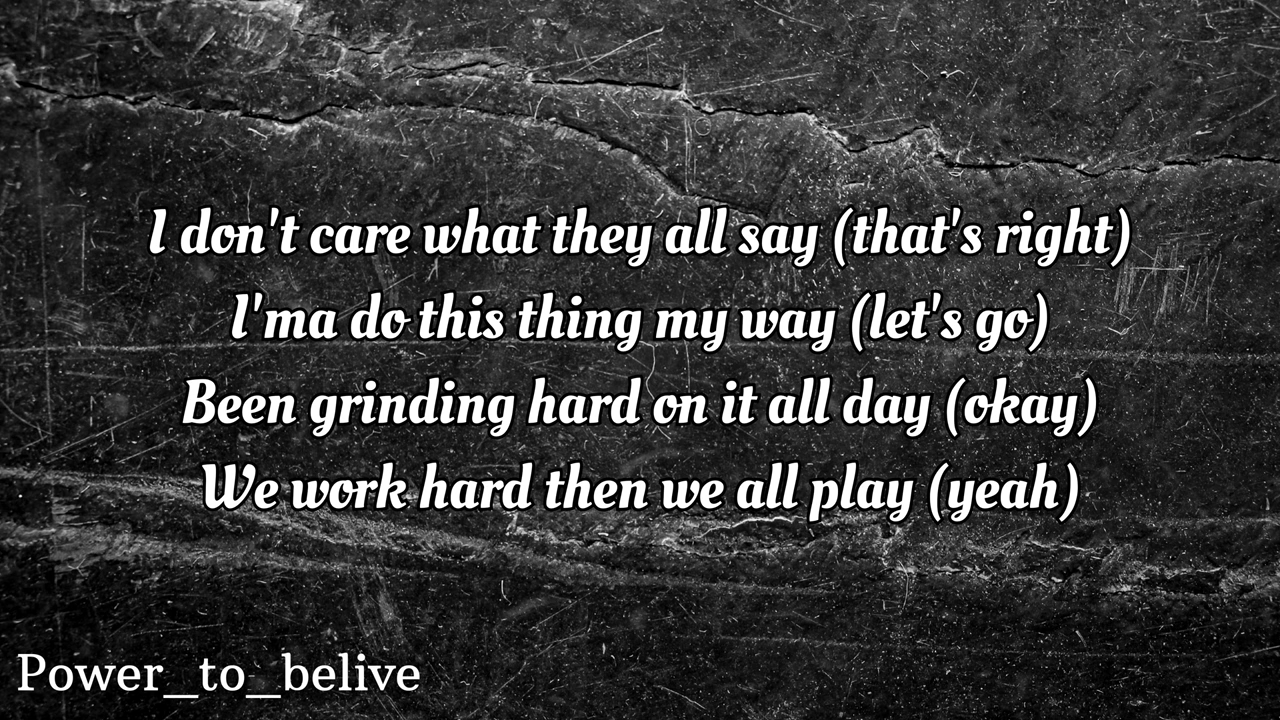 I don't care what they all say (that's right)
I'ma do this thing my way (let's go)
Been grinding hard on it all day (okay)
We work hard then we all play (yeah)
Power_to_belive